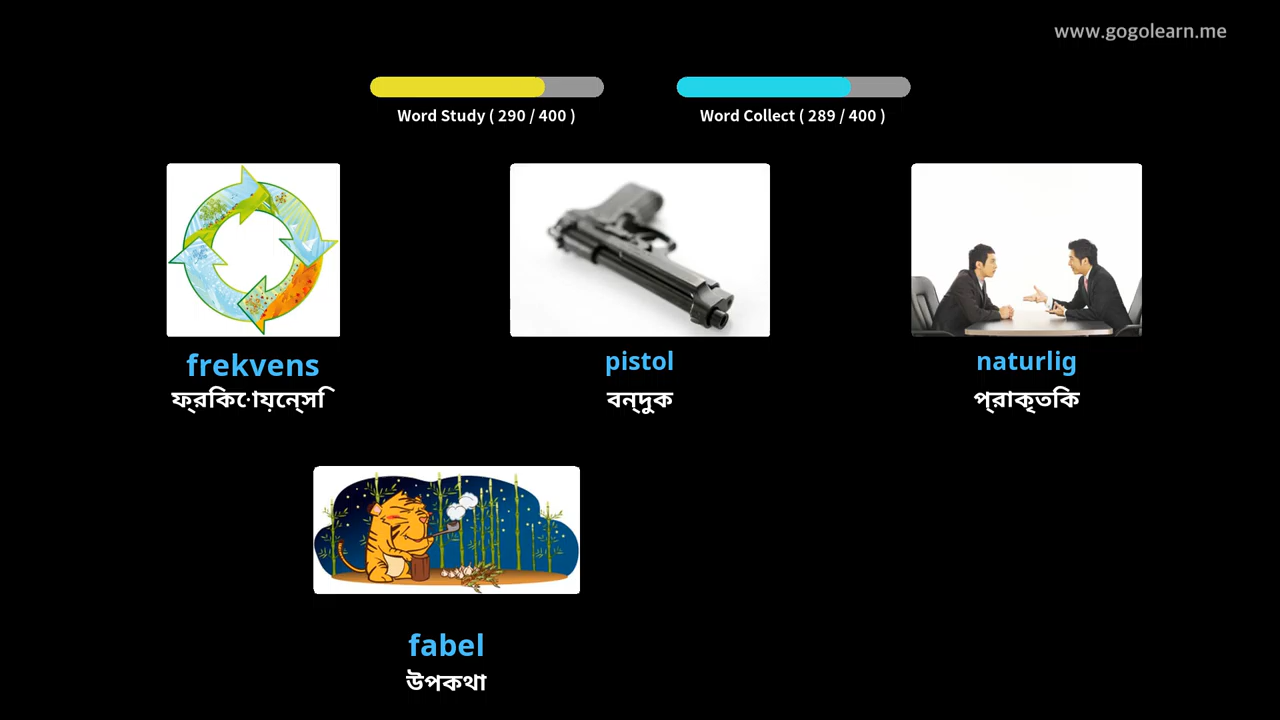 www.gogolearn.me
Word Study ( 290 / 400 )
Word Collect ( 289 / 400 )
frekvens
pistol
naturlig
ফ্রিকোয়েন্সি
বন্দুক
প্রাকৃতিক
fabel
উপকথা